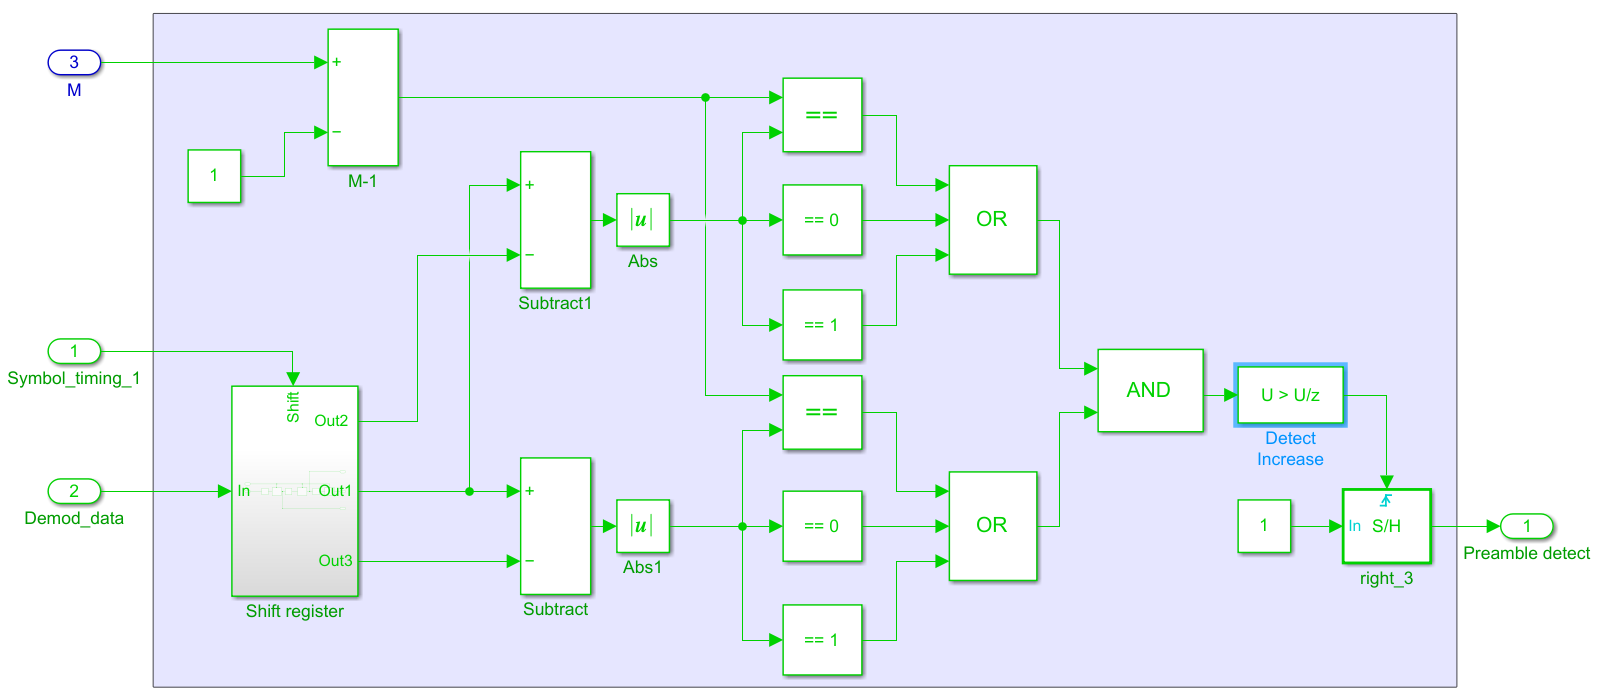 3
M
+
−
1
M-1
==
+
−
Subtract1
|u|
Abs
== 0
== 1
OR
1
Symbol_timing_1
2
Demod_data
Shift
Out2
In
Out1
Out3
Shift register
+
−
Subtract
|u|
Abs1
==
== 0
== 1
OR
AND
U > U/z
Detect
Increase
1
In
S/H
right_3
1
Preamble detect